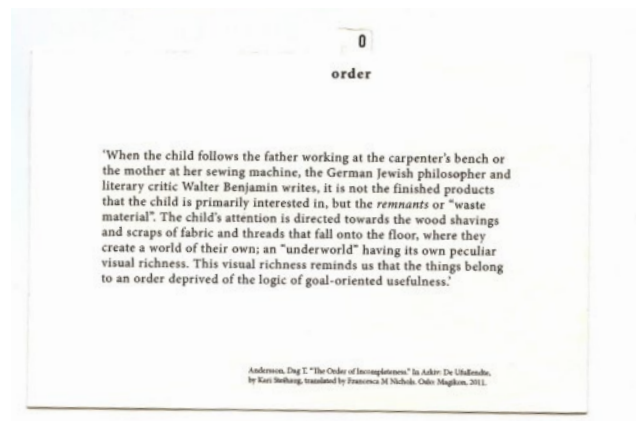 0
order
‘When the child follows the father working at the carpenter’s bench or
the mother at her sewing machine, the German Jewish philosopher and
literary critic Walter Benjamin writes, it is not the finished products
that the child is primarily interested in, but the remnants or “waste
material”. The child’s attention is directed towards the wood shavings
and scraps of fabric and threads that fall onto the floor, where they
create a world of their own; an “underworld” having its own peculiar
visual richness. This visual richness reminds us that the things belong
to an order deprived of the logic of goal-oriented usefulness.’
Andersson, Dag T. “The Order of Incompleteness.” In Arkiv: De Ufullendte,
by Kari Steihaug, translated by Francesca M Nichols. Oslo: Magikon, 2011.